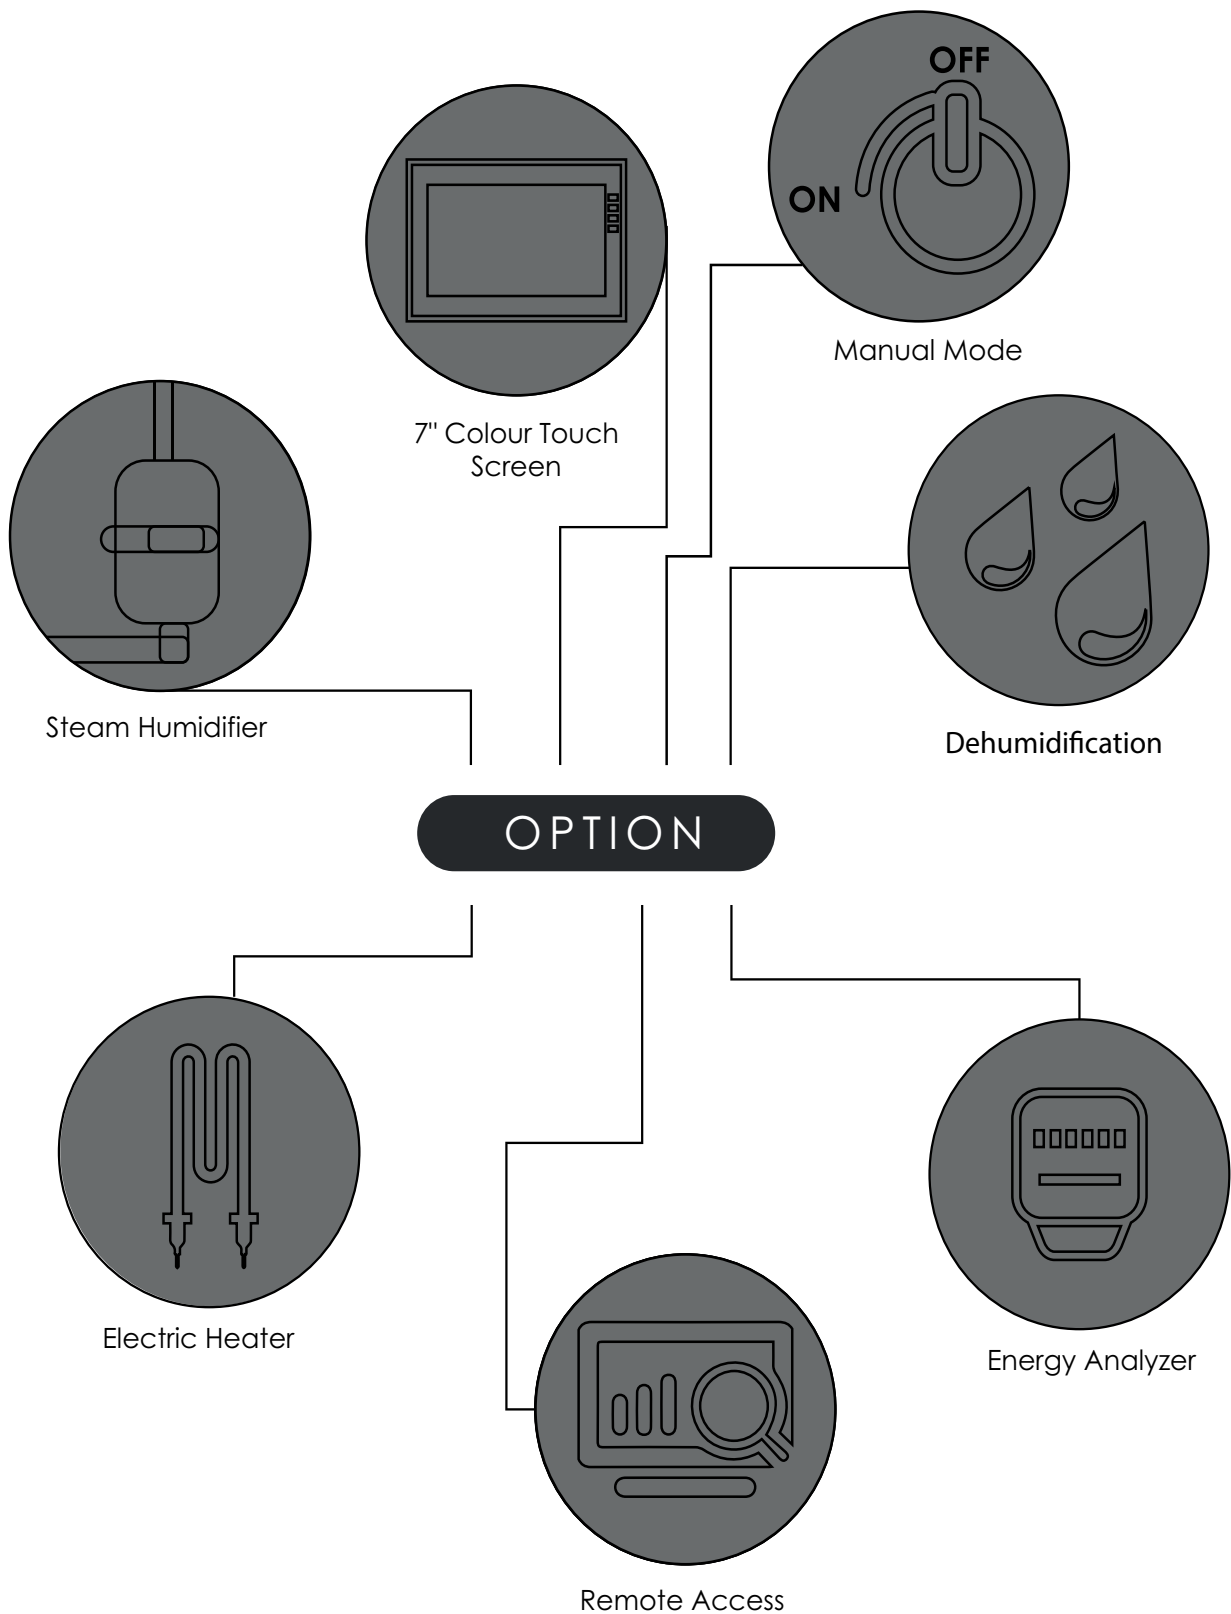 OFF
ON
Manual Mode
7" Colour Touch
Screen
Steam Humidifier
Dehumidification
OPTION
Electric Heater
Energy Analyzer
Remote Access